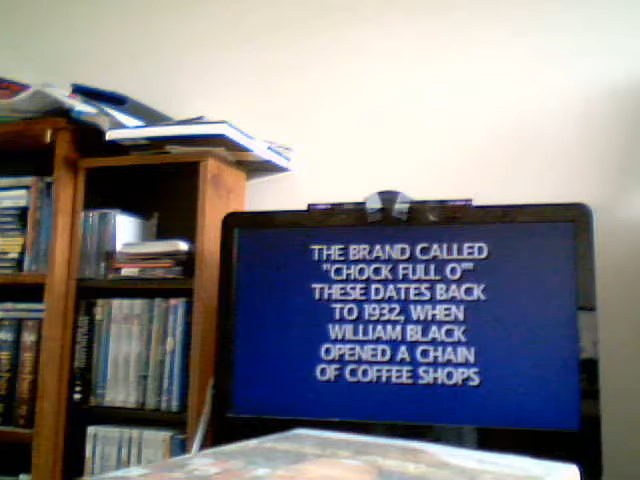 THE BRAND CALLED
"CHOCK FULL O'"
THESE DATES BACK
TO 1932, WHEN
WILLIAM BLACK
OPENED A CHAIN
OF COFFEE SHOPS